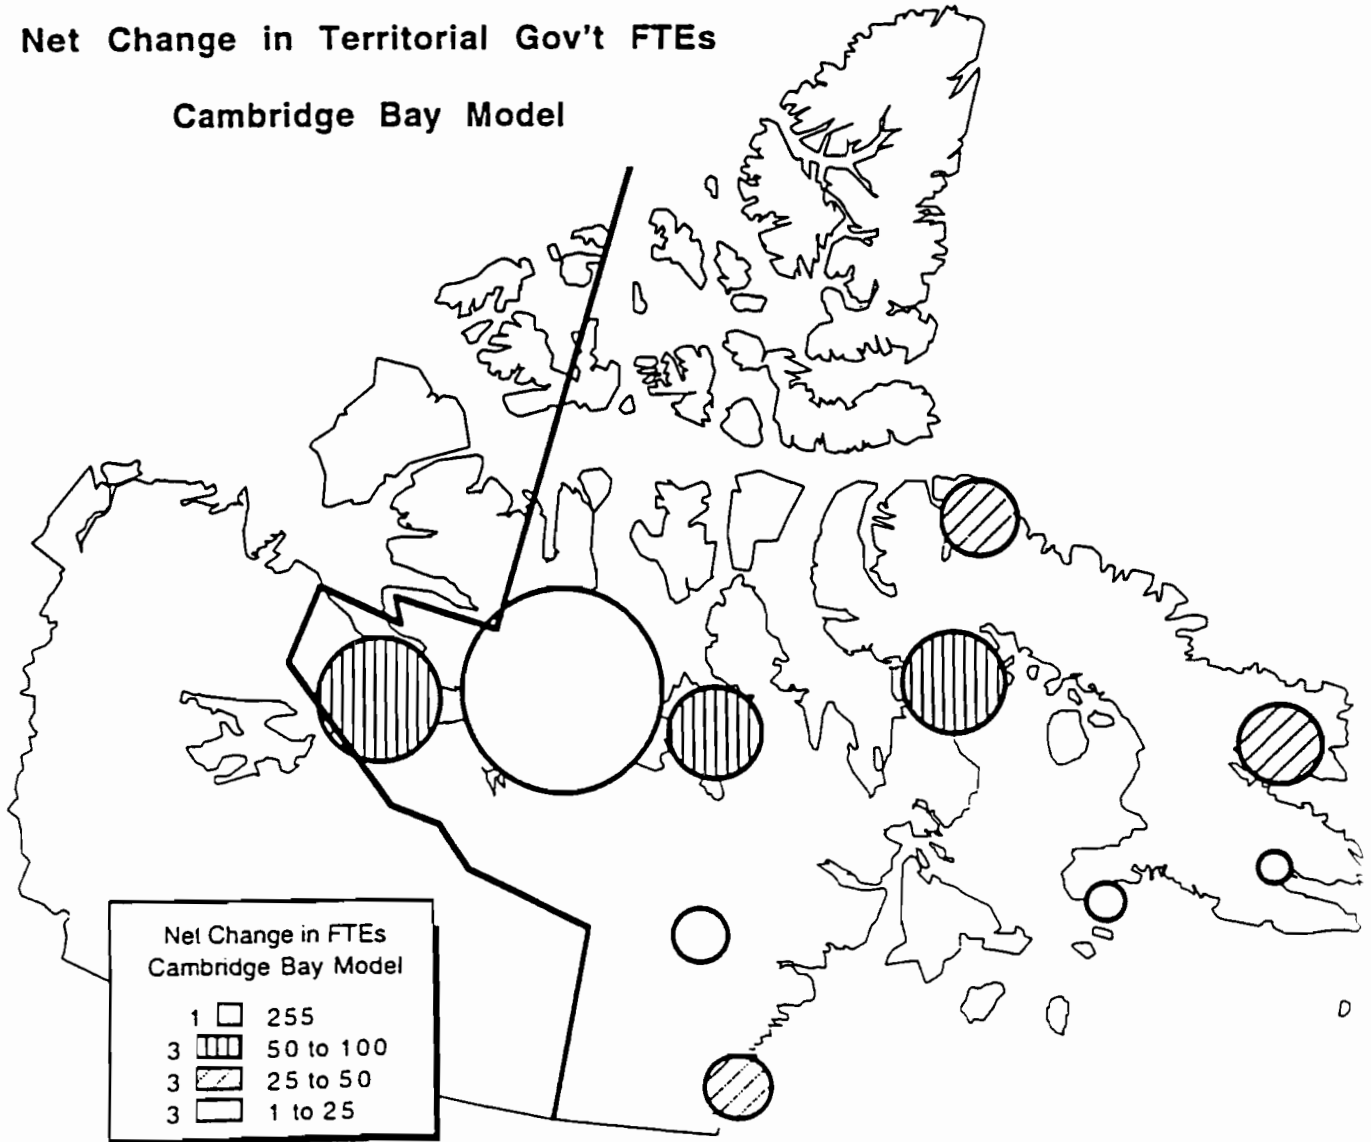 Net Change in Territorial Gov't FTEs
Cambridge Bay Model
Net Change in FTEs
Cambridge Bay Model
1 255
3 50 to 100
3 25 to 50
3 1 to 25